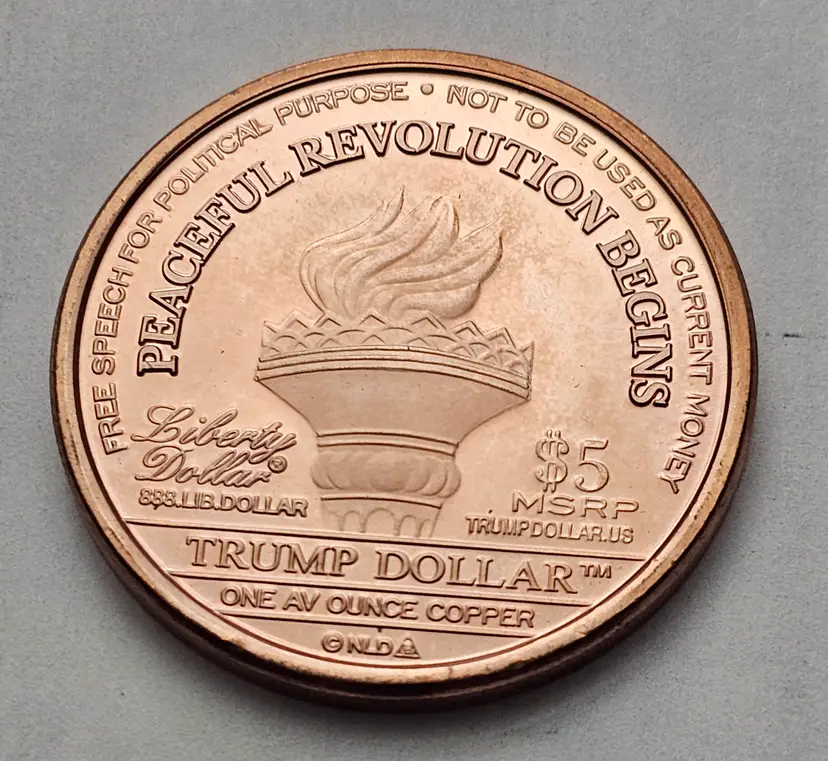 FREE SPEECH FOR POLITICAL PURPOSE • NOT TO BE USED AS CURRENT MONEY
PEACEFUL REVOLUTION BEGINS
Liberty
Dollar®
888.LIB.DOLLAR
$5
MSRP
TRUMPDOLLAR.US
TRUMP DOLLAR™
ONE AV OUNCE COPPER
©NLD